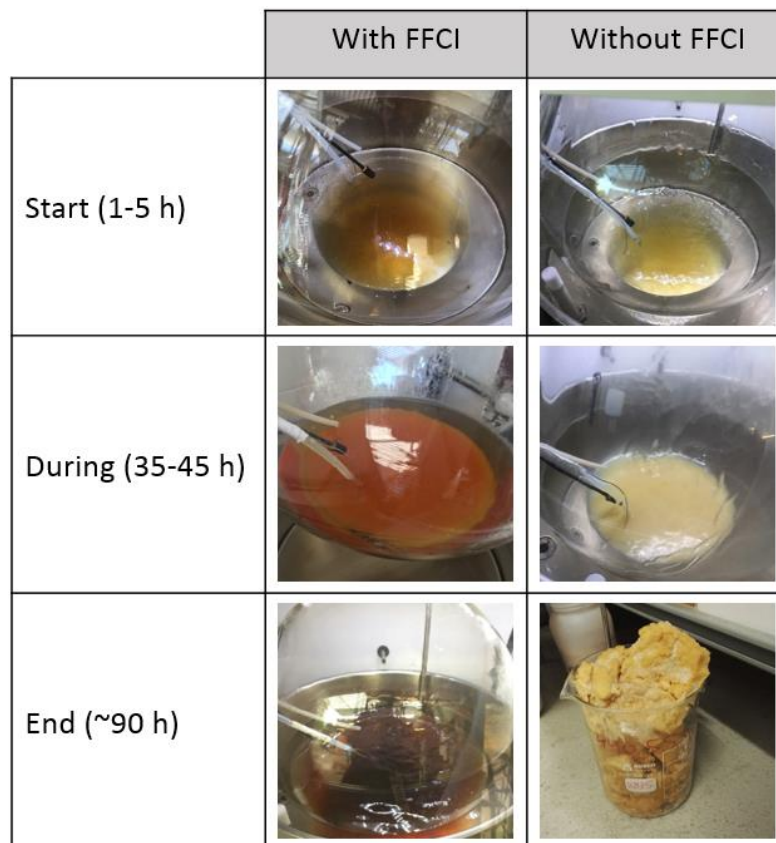 With FFCI
Without FFCI
Start (1-5 h)
During (35-45 h)
End (~90 h)